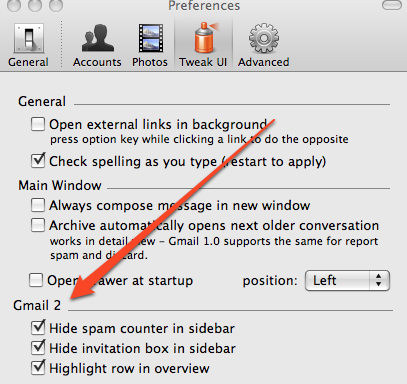 Preferences
General
Accounts
Photos
Tweak UI
Advanced
General
Open external links in background
press option key while clicking a link to do the opposite
Check spelling as you type (restart to apply)
Main Window
Always compose message in new window
Archive automatically opens next older conversation
works in detail view - Gmail 1.0 supports the same for report
spam and discard.
Open drawer at startup position: Left
Gmail 2
Hide spam counter in sidebar
Hide invitation box in sidebar
Highlight row in overview